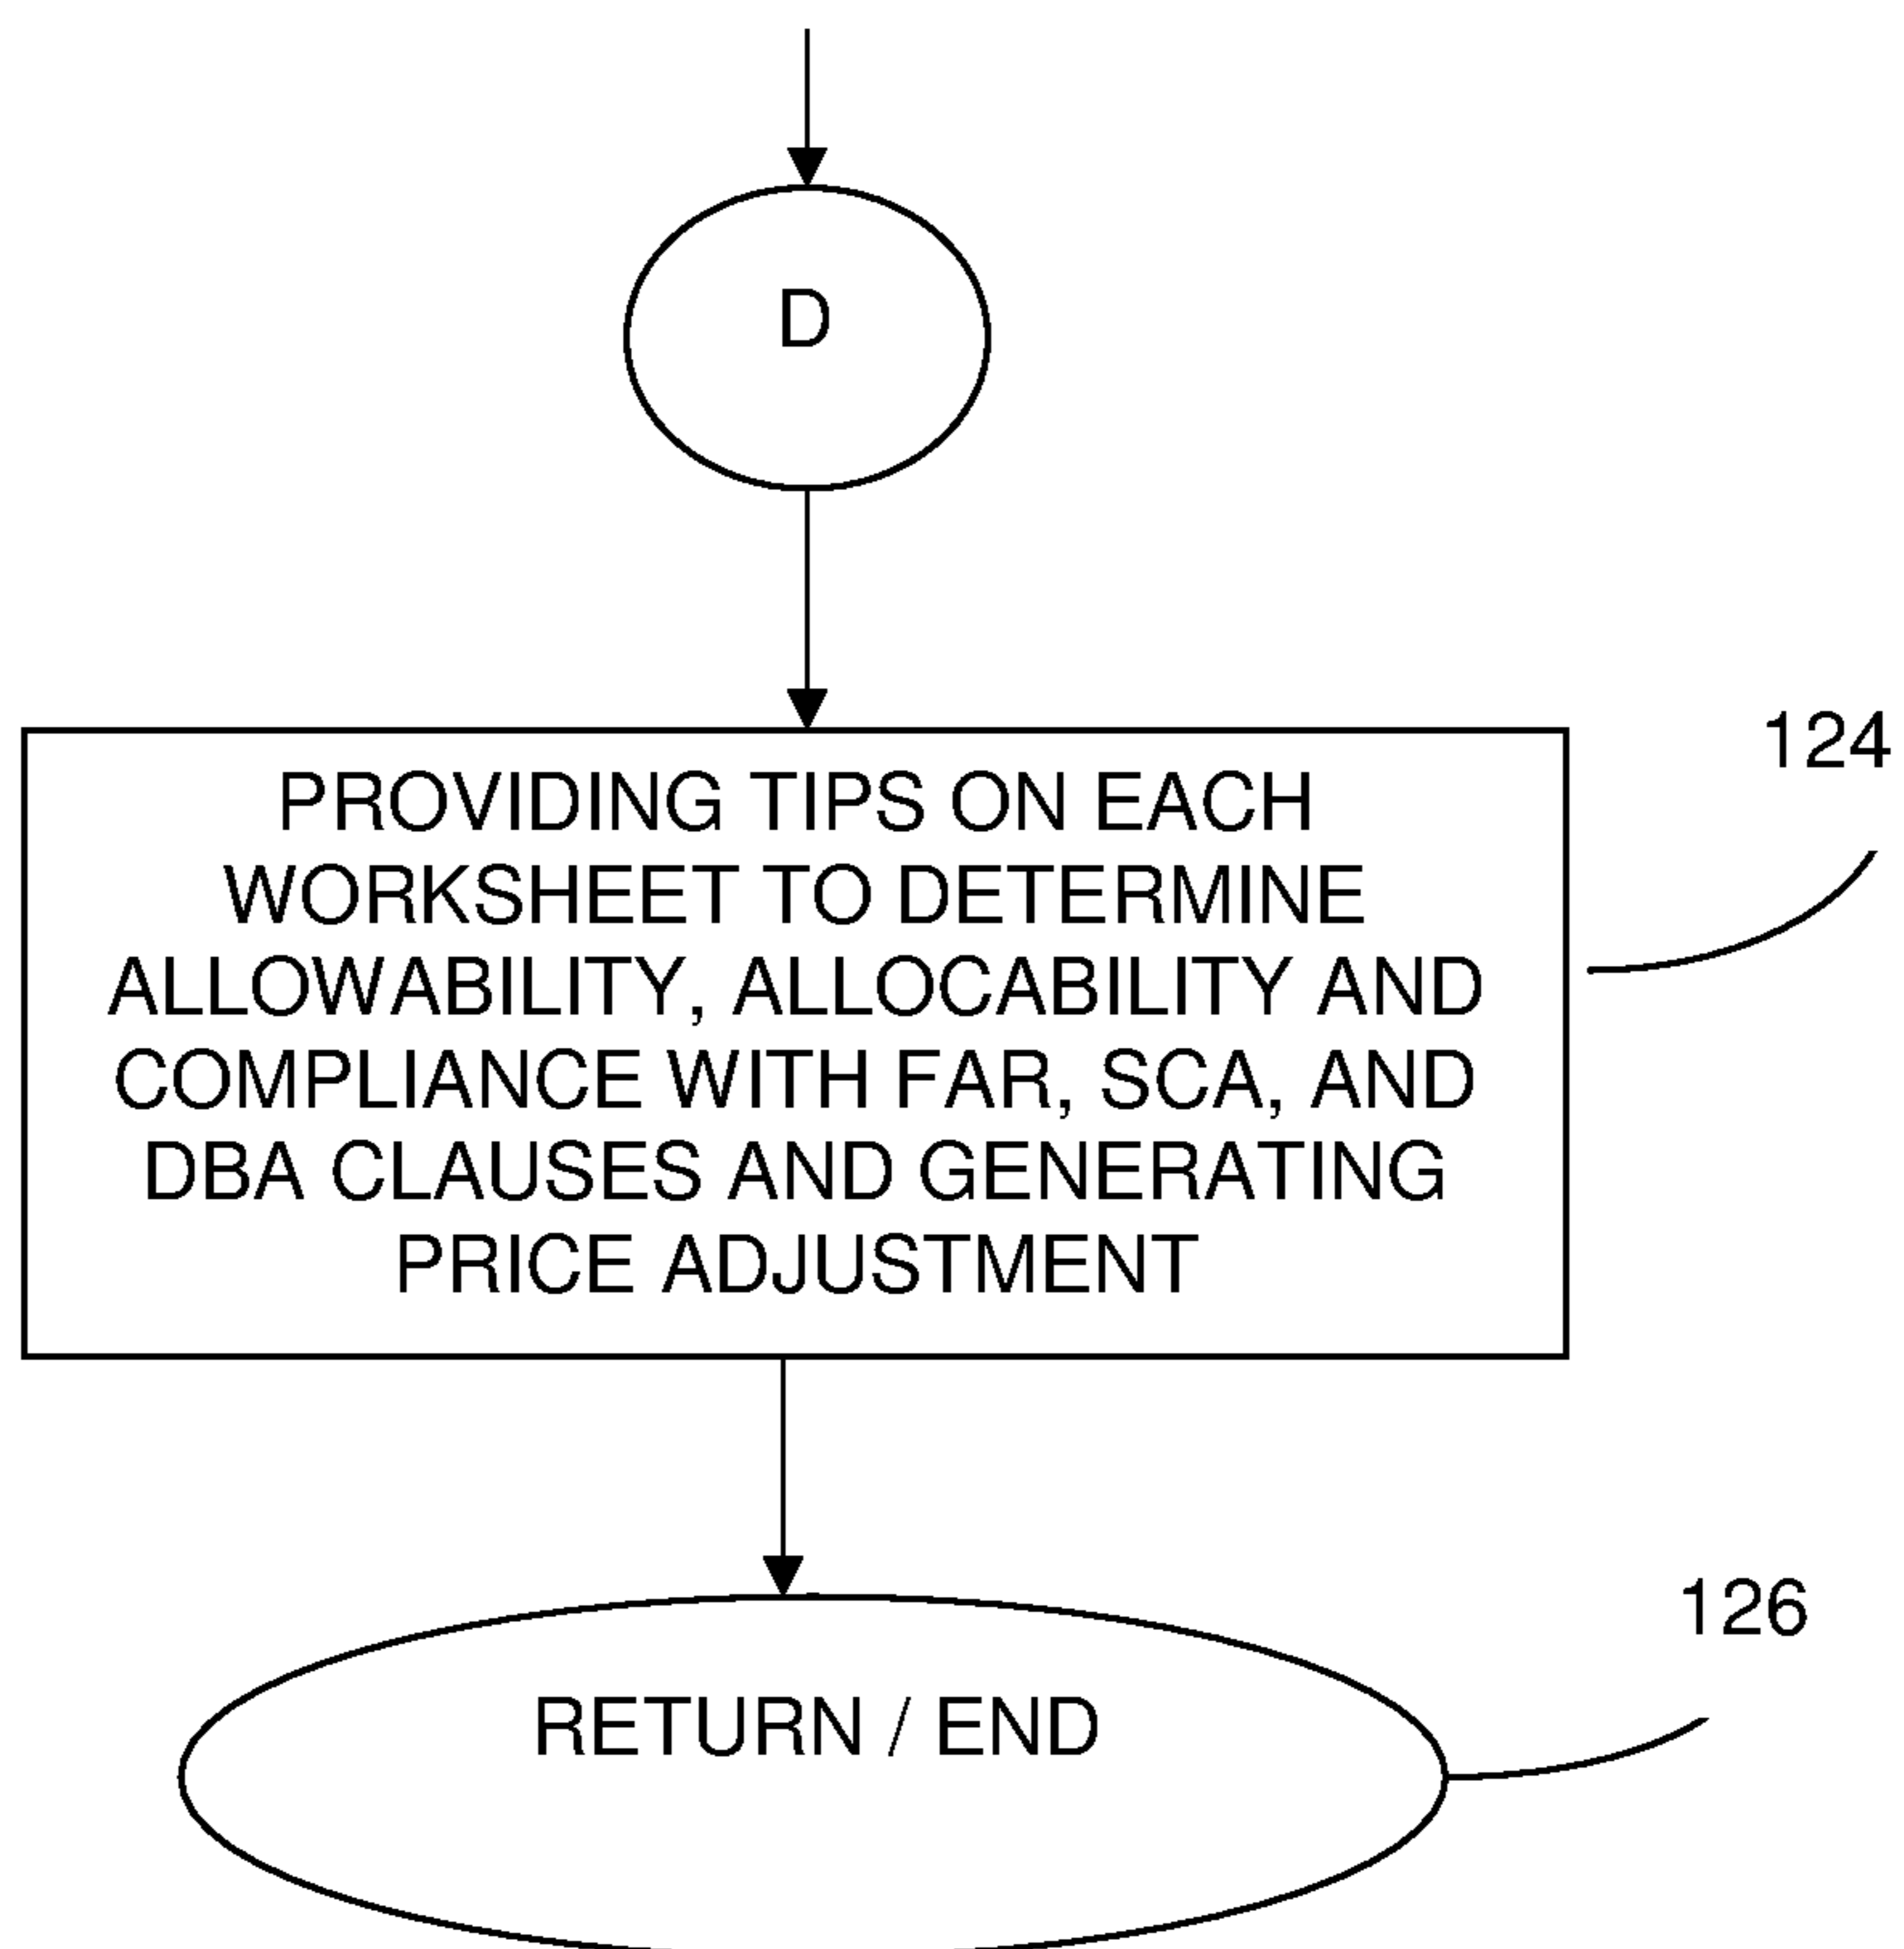 D
124
PROVIDING TIPS ON EACH
WORKSHEET TO DETERMINE
ALLOWABILITY, ALLOCABILITY AND
COMPLIANCE WITH FAR, SCA, AND
DBA CLAUSES AND GENERATING
PRICE ADJUSTMENT
126
RETURN / END